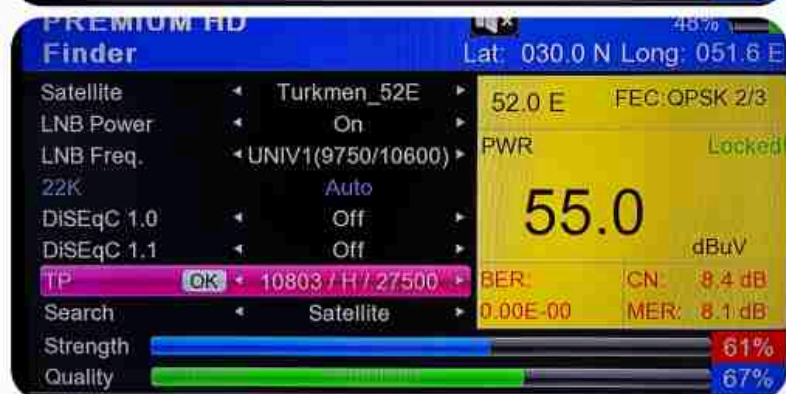 PREMIUM HD 48%
Finder Lat: 030.0 N Long: 051.6 E
Satellite Turkmen_52E
LNB Power On
LNB Freq. UNIV1(9750/10600)
22K Auto
DiSEqC 1.0 Off
DiSEqC 1.1 Off
TP OK 10803 / H / 27500
Search Satellite
52.0 E FEC:QPSK 2/3
PWR Locked
55.0
dBuV
BER: CN: 8.4 dB
0.00E-00 MER: 8.1 dB
Strength 61%
Quality 67%